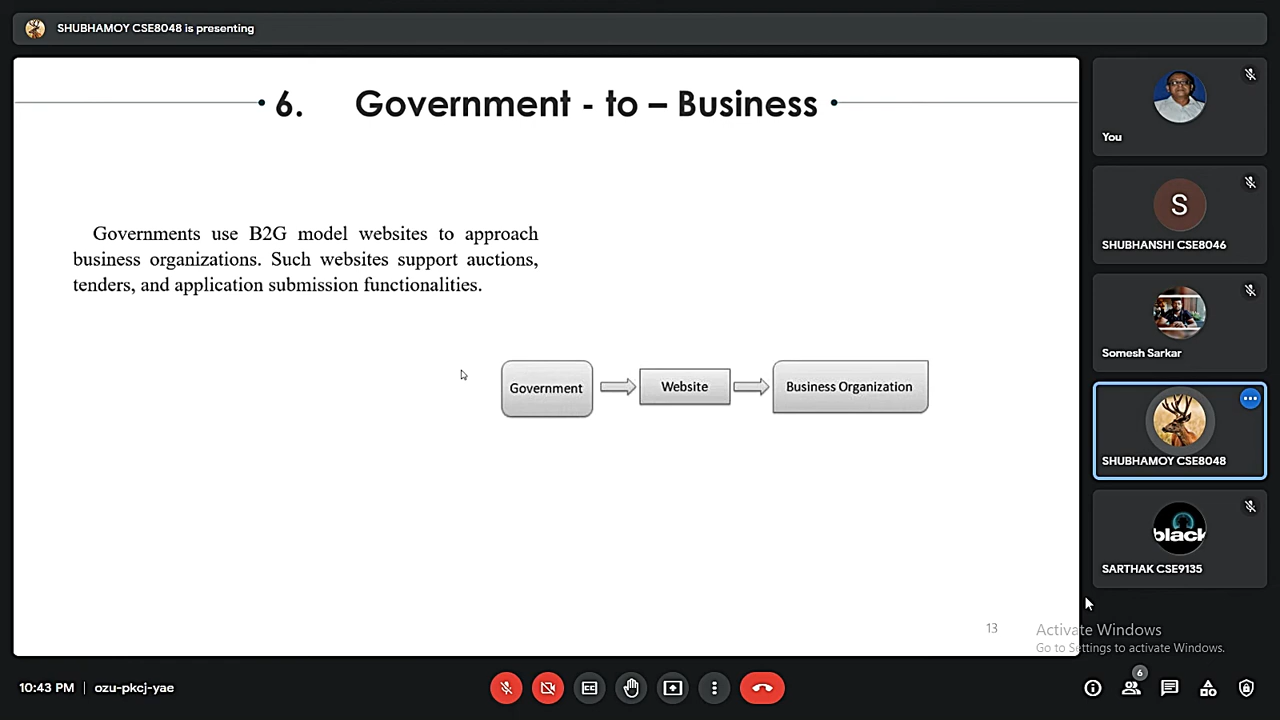 SHUBHAMOY CSE8048 is presenting
6. Government - to – Business
Governments use B2G model websites to approach
business organizations. Such websites support auctions,
tenders, and application submission functionalities.
Government
Website
Business Organization
13
You
S
SHUBHANSHI CSE8046
Somesh Sarkar
SHUBHAMOY CSE8048
black
SARTHAK CSE9135
Activate Windows
Go to Settings to activate Windows.
10:43 PM | ozu-pkcj-yae
CC
6